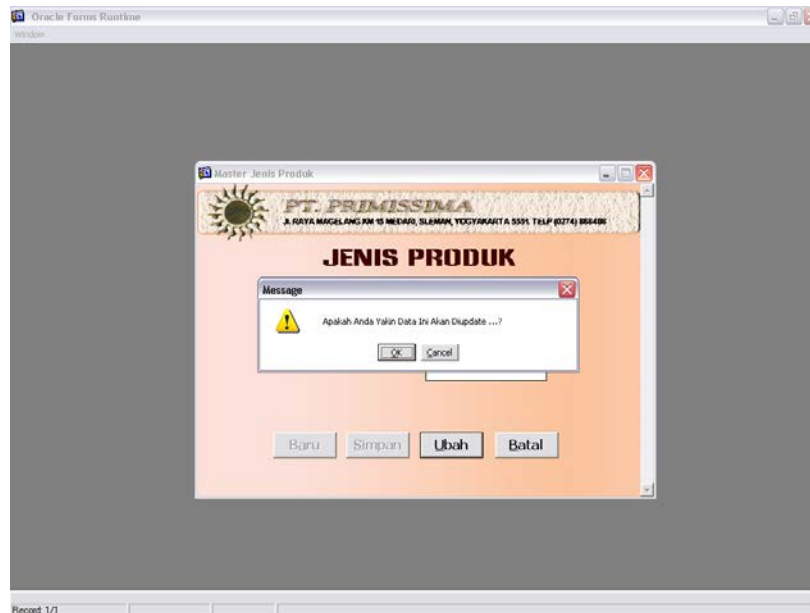 Oracle Forms Runtime
Window
Master Jenis Produk
PT. PRIMISSIMA
JL RAYA MAGELANG KM 15 MEDARI, SLEMAN, YOGYAKARTA 5551, TELP (0274)
JENIS PRODUK
Message
Apakah Anda Yakin Data Ini Akan Diupdate ...?
OK Cancel
Baru Simpan Ubah Batal
Record: 1/1